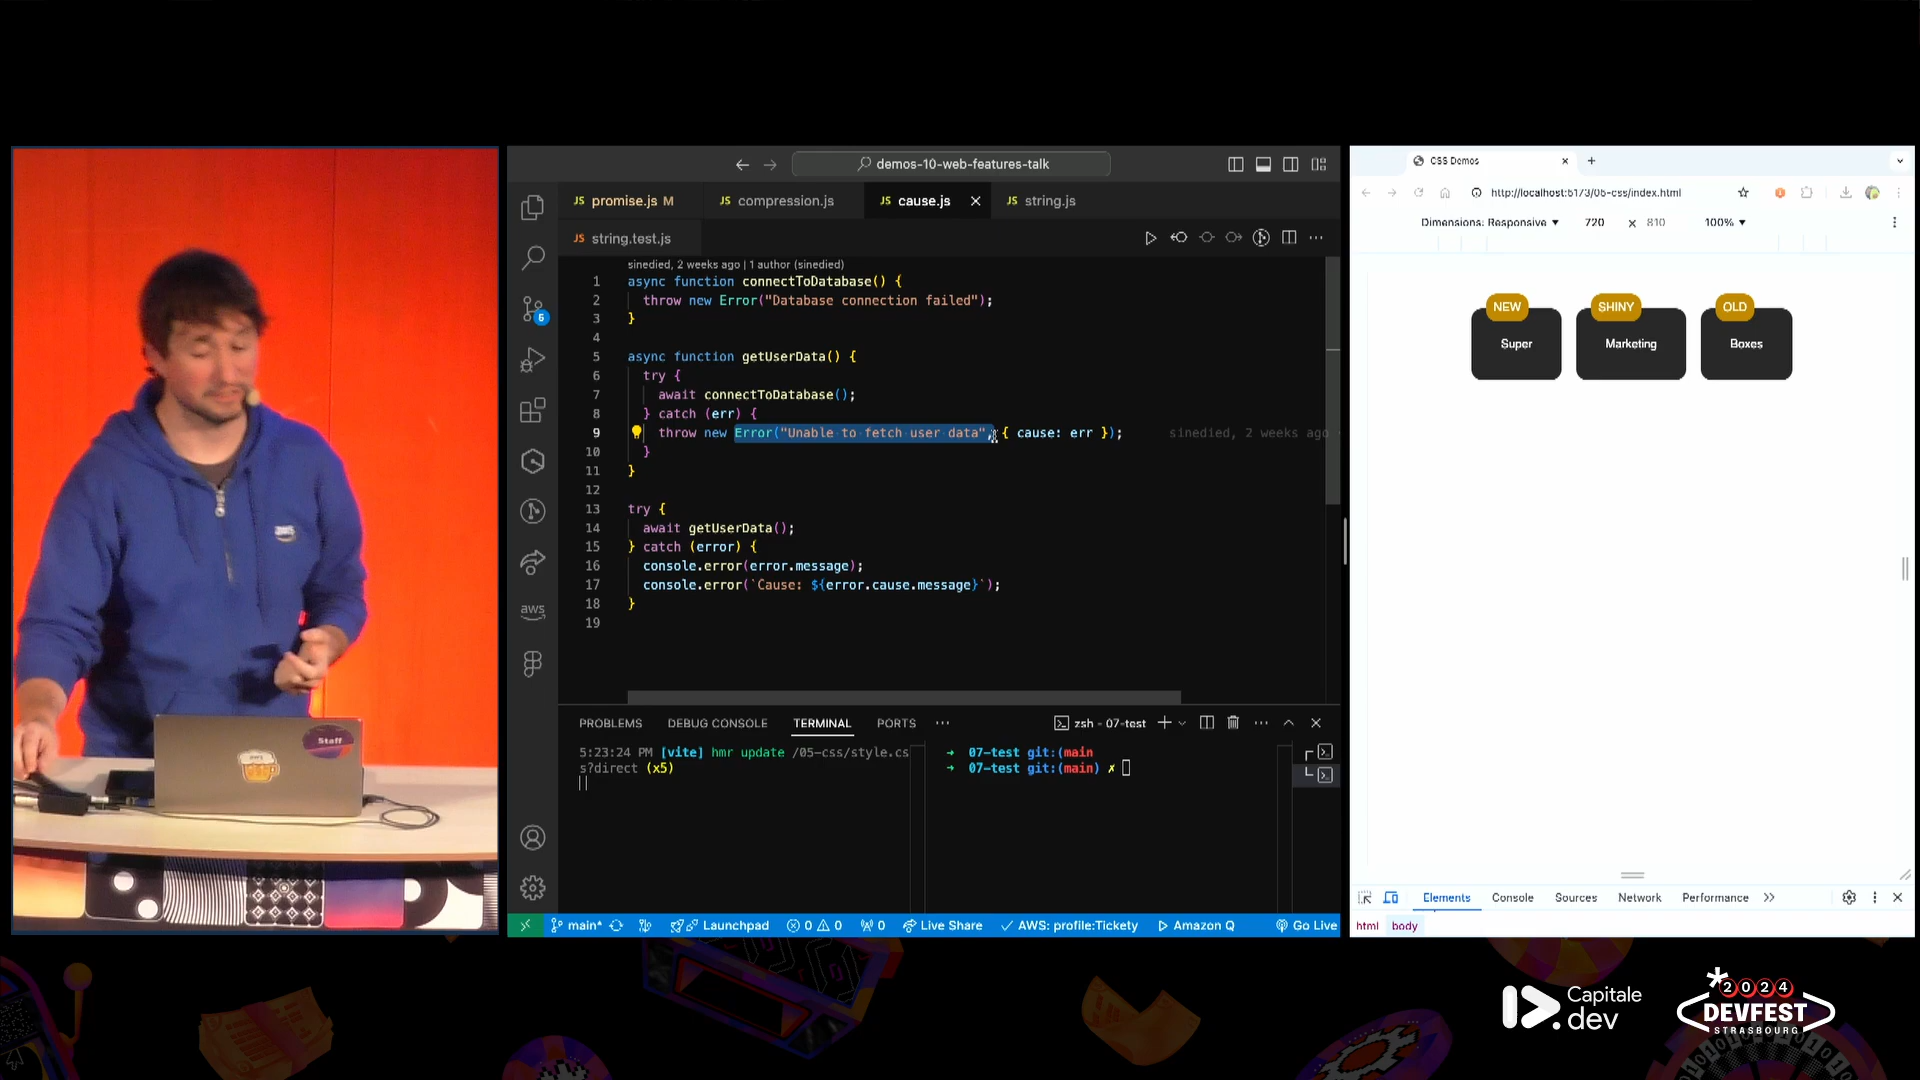 Staff
demos-10-web-features-talk
JS promise.js M
JS compression.js
JS cause.js
JS string.js
JS string.test.js
sinedied, 2 weeks ago | 1 author (sinedied)
1 async function connectToDatabase() {
2 throw new Error("Database connection failed");
3 }
4
5 async function getUserData() {
6 try {
7 await connectToDatabase();
8 } catch (err) {
9 throw new Error("Unable to fetch user data", { cause: err }); sinedied, 2 weeks ago
10 }
11 }
12
13 try {
14 await getUserData();
15 } catch (error) {
16 console.error(error.message);
17 console.error(`Cause: ${error.cause.message}`);
18 }
19
5
aws
PROBLEMS DEBUG CONSOLE TERMINAL PORTS
zsh - 07-test
5:23:24 PM [vite] hmr update /05-css/style.cs
s?direct (x5)
➜ 07-test git:(main
➜ 07-test git:(main) ✗
main* Launchpad 0 0 0 Live Share AWS: profile:Tickety Amazon Q Go Live
CSS Demos
http://localhost:5173/05-css/index.html
Dimensions: Responsive 720 x 810 100%
NEW
Super
SHINY
Marketing
OLD
Boxes
Elements Console Sources Network Performance
html body
Capitale
dev
2024
DEVFEST
STRASBOURG